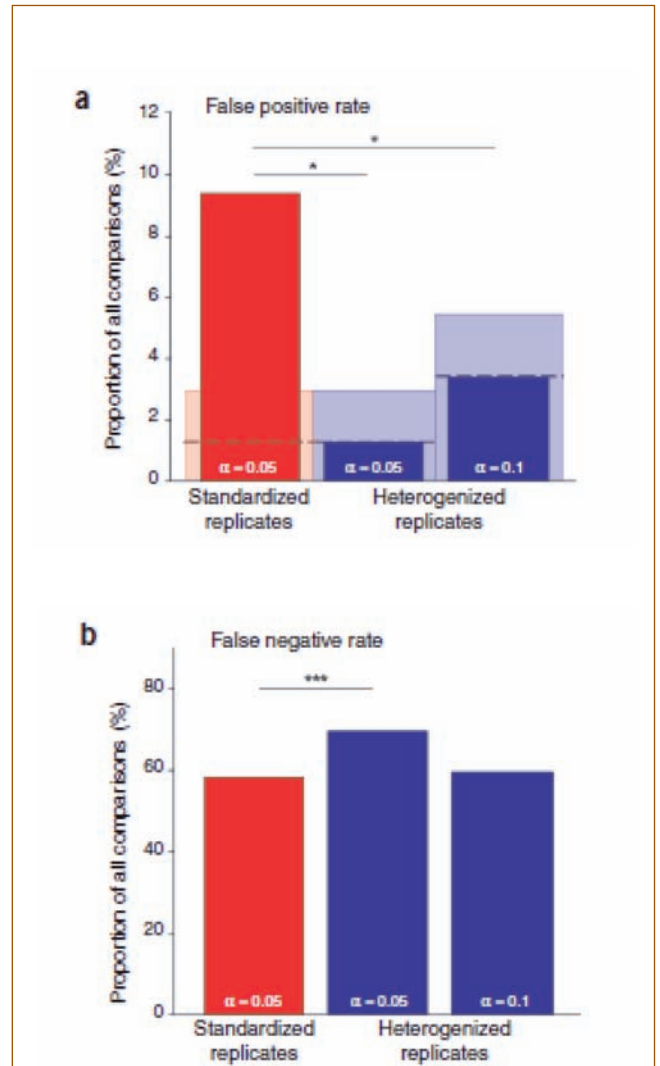 a
False positive rate
Proportion of all comparisons (%)
12
10
8
6
4
2
0
*
*
α = 0.05
α = 0.05
α = 0.1
Standardized
replicates
Heterogenized
replicates
b
False negative rate
Proportion of all comparisons (%)
80
60
40
20
0
***
α = 0.05
α = 0.05
α = 0.1
Standardized
replicates
Heterogenized
replicates